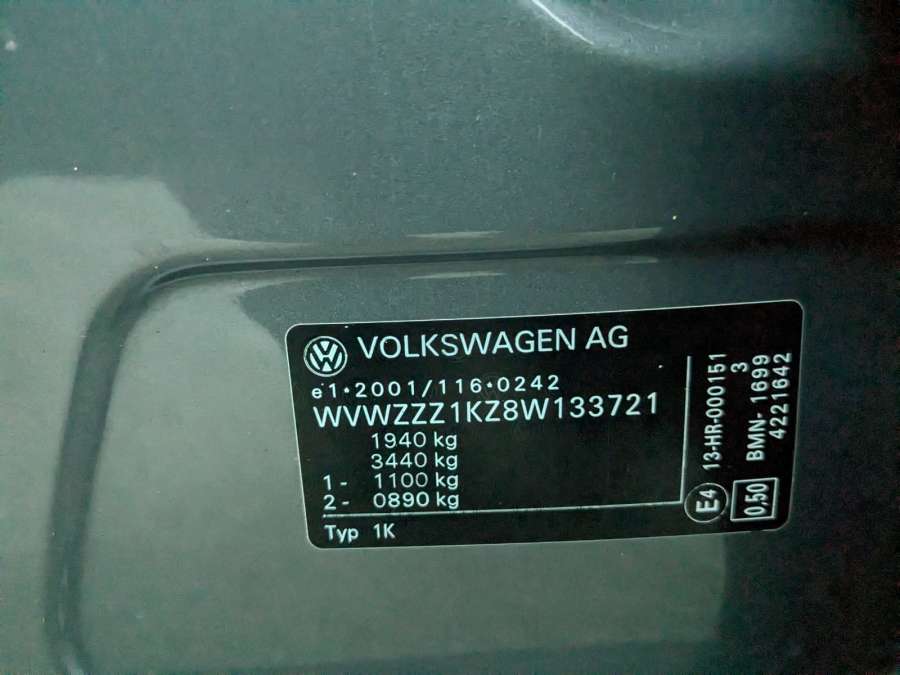 VOLKSWAGEN AG
e1*2001/116*0242
WVWZZZ1KZ8W133721
1940 kg
3440 kg
1- 1100 kg
2- 0890 kg
Typ 1K
E4 13-HR-000151
3
0,50 BMN- 1699
4221642